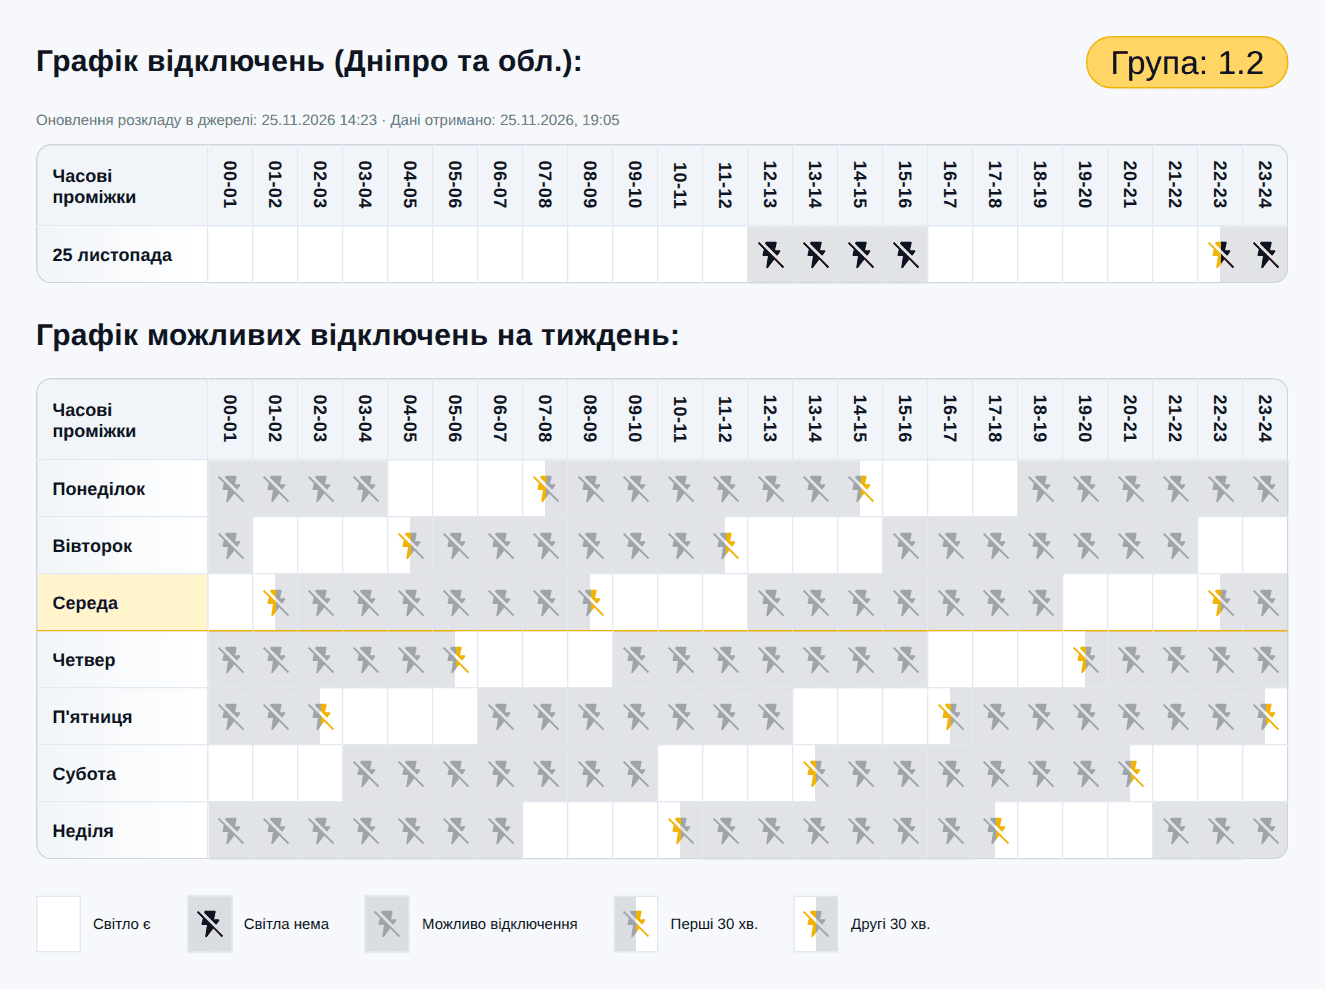 Графік відключень (Дніпро та обл.):
Група: 1.2
Оновлення розкладу в джерелі: 25.11.2026 14:23 · Дані отримано: 25.11.2026, 19:05
Часові проміжки 00-01 01-02 02-03 03-04 04-05 05-06 06-07 07-08 08-09 09-10 10-11 11-12 12-13 13-14 14-15 15-16 16-17 17-18 18-19 19-20 20-21 21-22 22-23 23-24
25 листопада
Графік можливих відключень на тиждень:
Часові проміжки 00-01 01-02 02-03 03-04 04-05 05-06 06-07 07-08 08-09 09-10 10-11 11-12 12-13 13-14 14-15 15-16 16-17 17-18 18-19 19-20 20-21 21-22 22-23 23-24
Понеділок
Вівторок
Середа
Четвер
П'ятниця
Субота
Неділя
Світло є Світла нема Можливо відключення Перші 30 хв. Другі 30 хв.